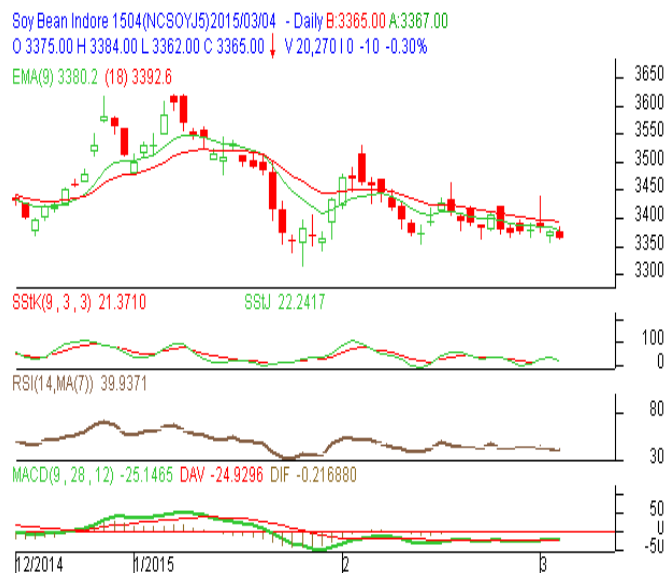 Soy Bean Indore 1504(NCSOYJ5)2015/03/04 - Daily B:3365.00 A:3367.00
O 3375.00 H 3384.00 L 3362.00 C 3365.00 V 20,270 I 0 -10 -0.30%
EMA(9) 3380.2 (18) 3392.6
3650
3600
3550
3500
3450
3400
3350
3300
SStK(9 , 3 , 3) 21.3710 SStJ 22.2417
100
0
RSI(14,MA(7)) 39.9371
80
30
MACD(9 , 28 , 12) -25.1465 DAV -24.9296 DIF -0.216880
50
0
-50
12/2014 1/2015 2 3